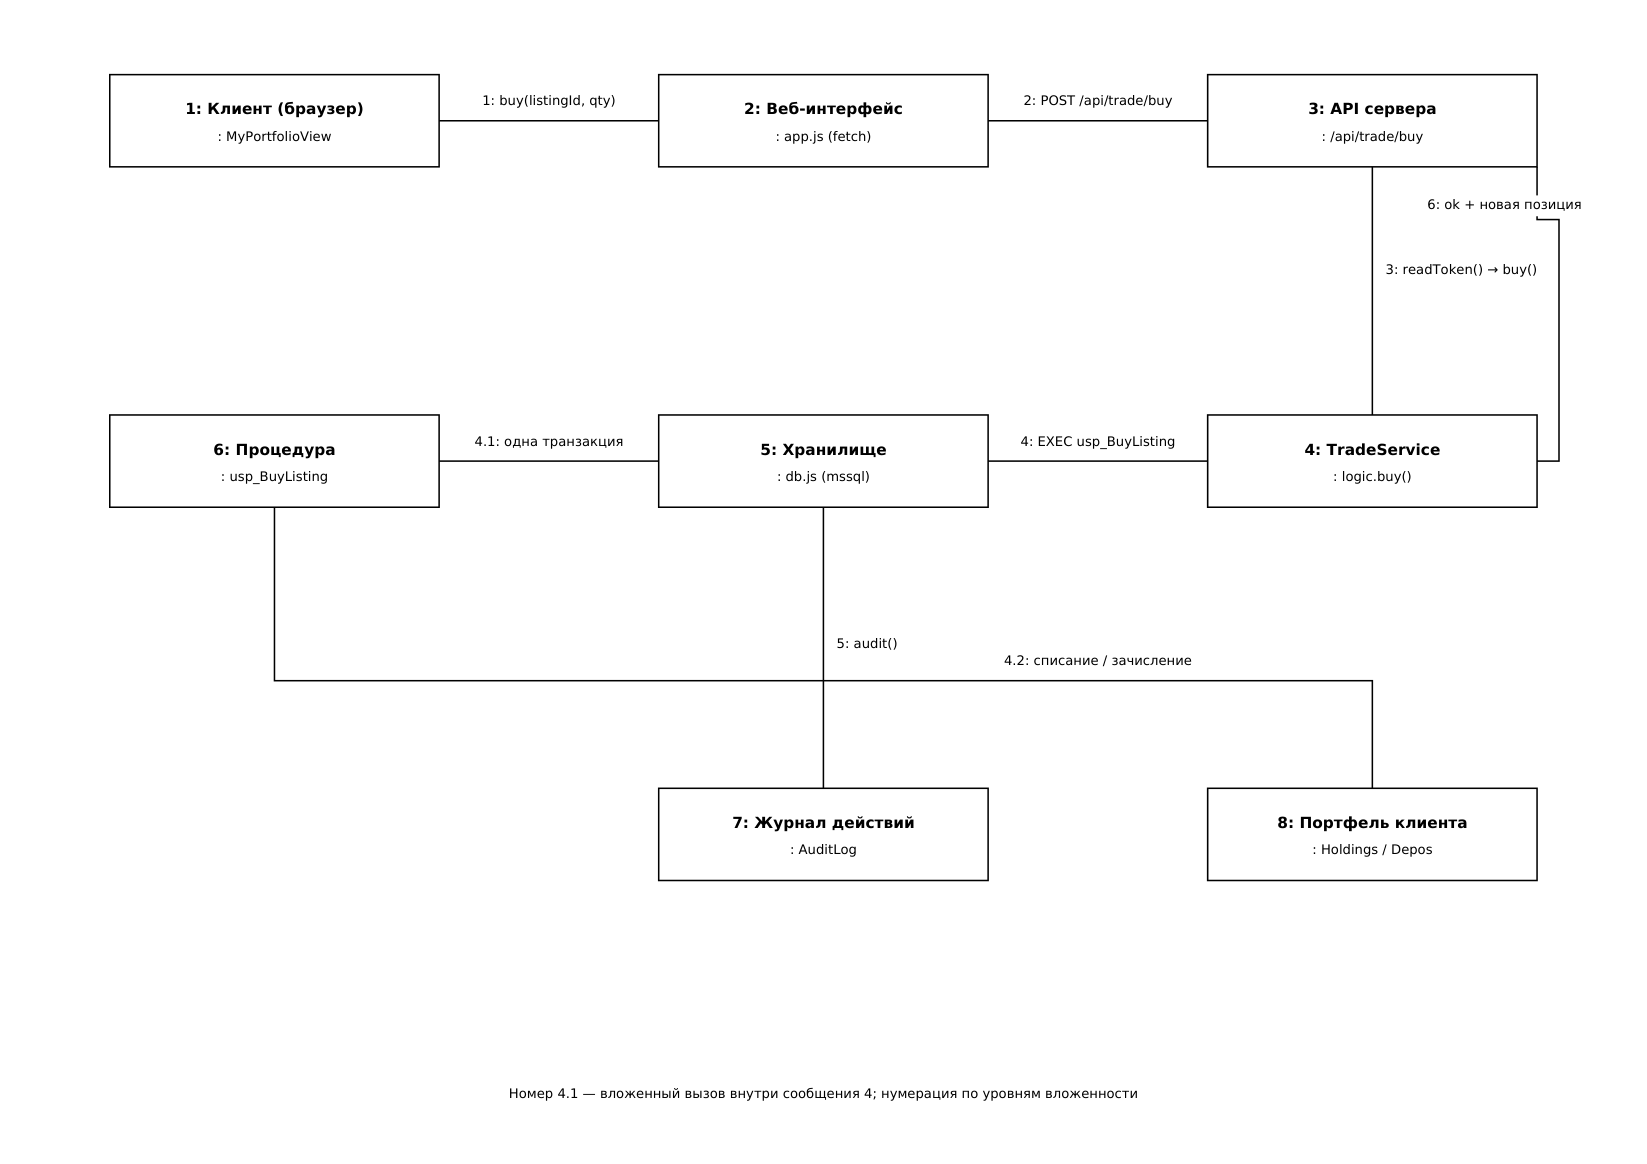 1: Клиент (браузер)
: MyPortfolioView
1: buy(listingId, qty)
2: Веб-интерфейс
: app.js (fetch)
2: POST /api/trade/buy
3: API сервера
: /api/trade/buy
6: ok + новая позиция
3: readToken() → buy()
6: Процедура
: usp_BuyListing
4.1: одна транзакция
5: Хранилище
: db.js (mssql)
4: EXEC usp_BuyListing
4: TradeService
: logic.buy()
5: audit()
4.2: списание / зачисление
7: Журнал действий
: AuditLog
8: Портфель клиента
: Holdings / Depos
Номер 4.1 — вложенный вызов внутри сообщения 4; нумерация по уровням вложенности